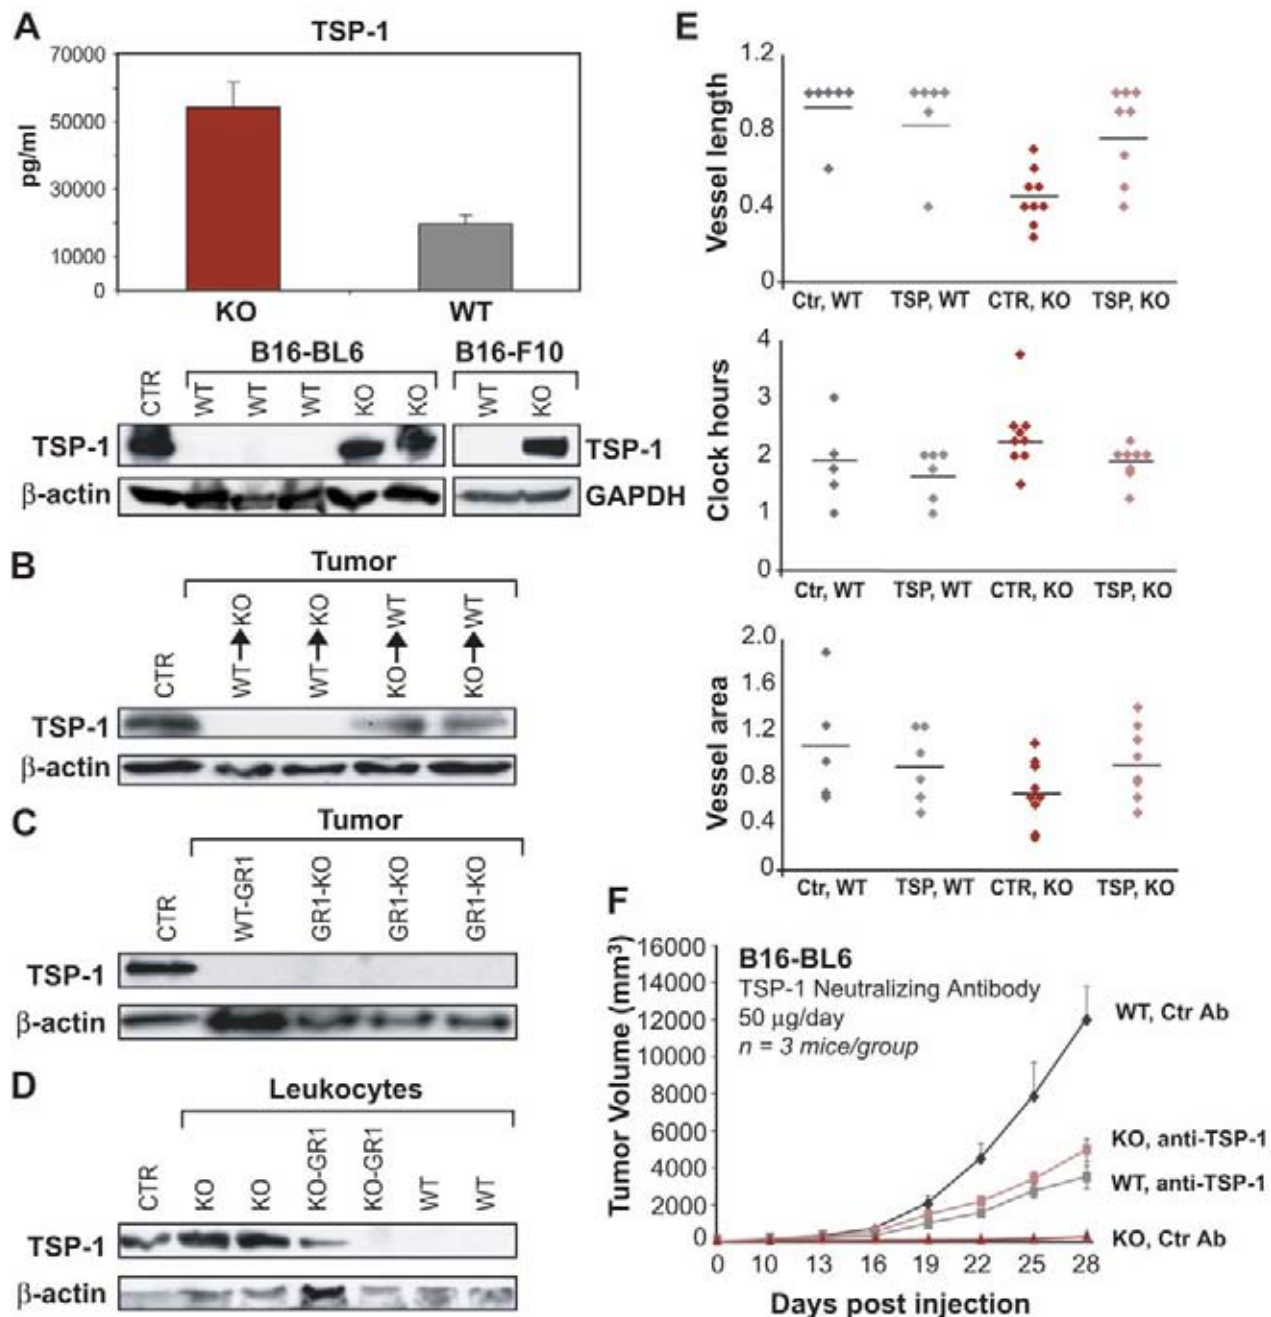 A
TSP-1
70000
50000
30000
10000
0
pg/ml
KO
WT
B16-BL6
B16-F10
CTR
WT
WT
WT
KO
KO
WT
KO
TSP-1
TSP-1
β-actin
GAPDH
B
Tumor
CTR
WT→KO
WT→KO
KO→WT
KO→WT
TSP-1
β-actin
C
Tumor
CTR
WT-GR1
GR1-KO
GR1-KO
GR1-KO
TSP-1
β-actin
D
Leukocytes
CTR
KO
KO
KO-GR1
KO-GR1
WT
WT
TSP-1
β-actin
E
Vessel length
1.2
0.8
0.4
0
Ctr, WT
TSP, WT
CTR, KO
TSP, KO
Clock hours
4
3
2
1
0
Ctr, WT
TSP, WT
CTR, KO
TSP, KO
Vessel area
2.0
1.6
1.2
0.8
0.4
0
Ctr, WT
TSP, WT
CTR, KO
TSP, KO
F
Tumor Volume (mm³)
16000
14000
12000
10000
8000
6000
4000
2000
0
B16-BL6
TSP-1 Neutralizing Antibody
50 µg/day
n = 3 mice/group
WT, Ctr Ab
KO, anti-TSP-1
WT, anti-TSP-1
KO, Ctr Ab
0 10 13 16 19 22 25 28
Days post injection